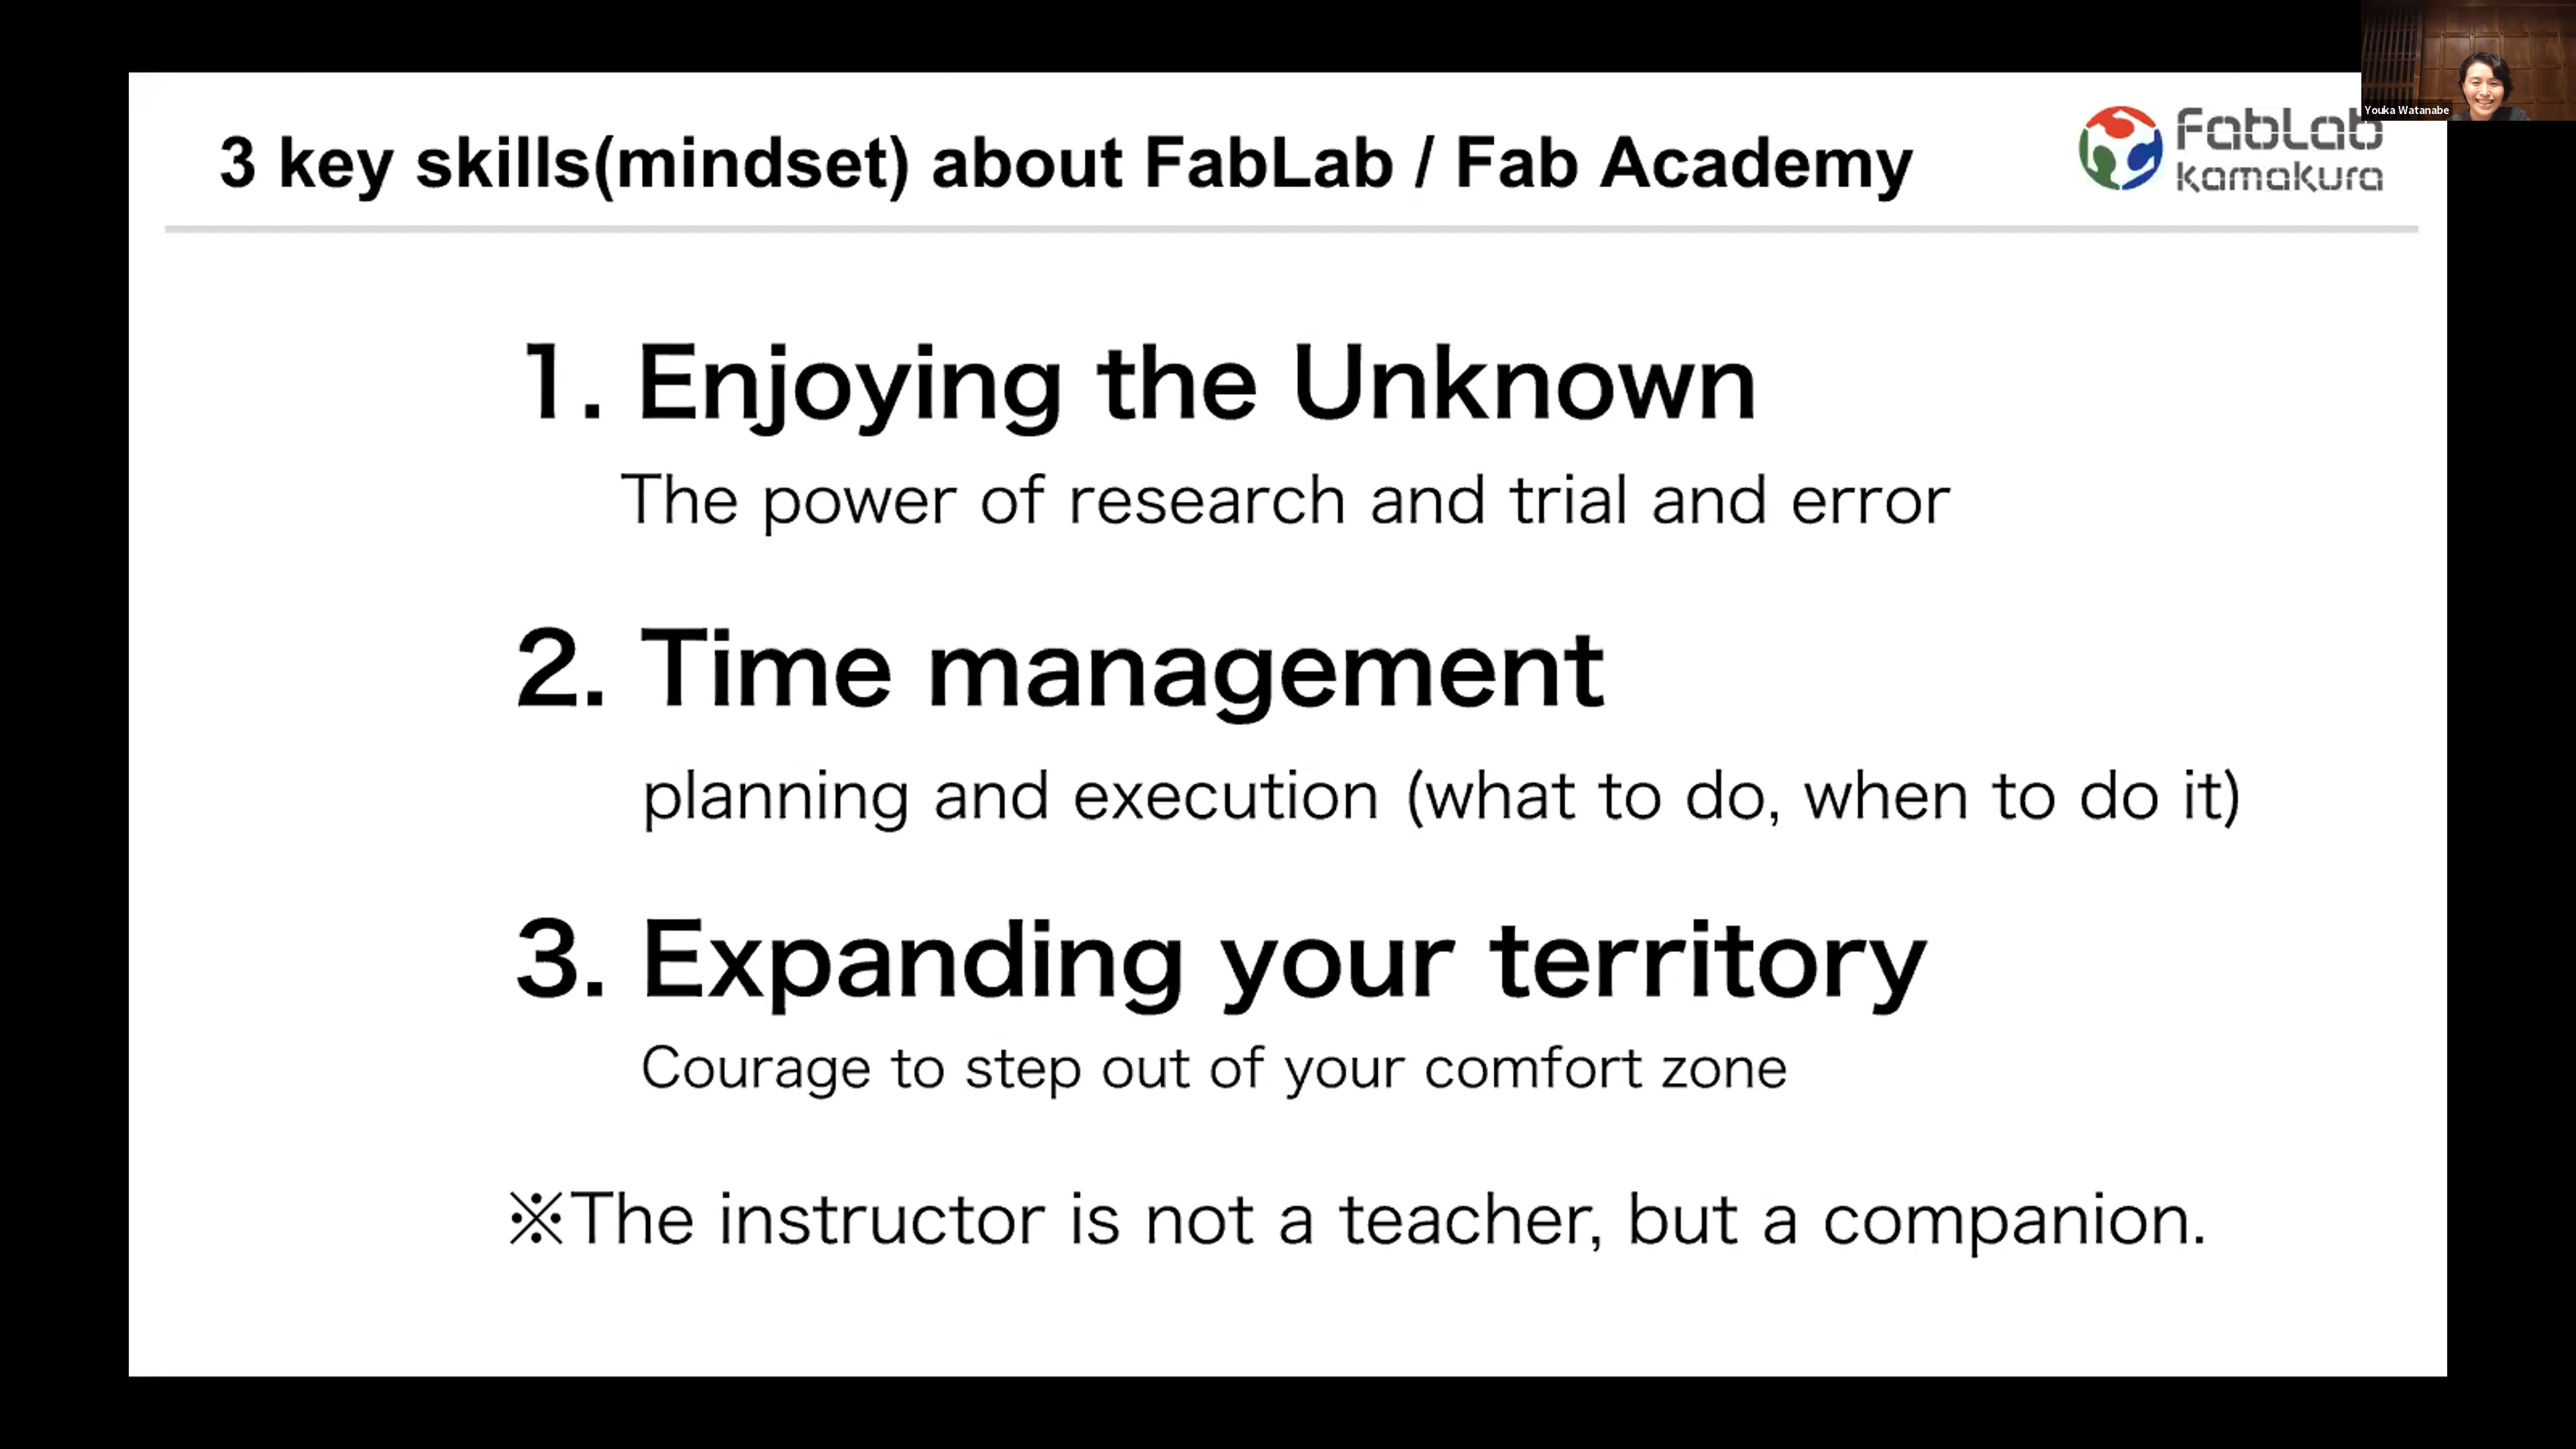 3 key skills(mindset) about FabLab / Fab Academy
FabLab
kamakura
Youka Watanabe
1. Enjoying the Unknown
The power of research and trial and error
2. Time management
planning and execution (what to do, when to do it)
3. Expanding your territory
Courage to step out of your comfort zone
※The instructor is not a teacher, but a companion.